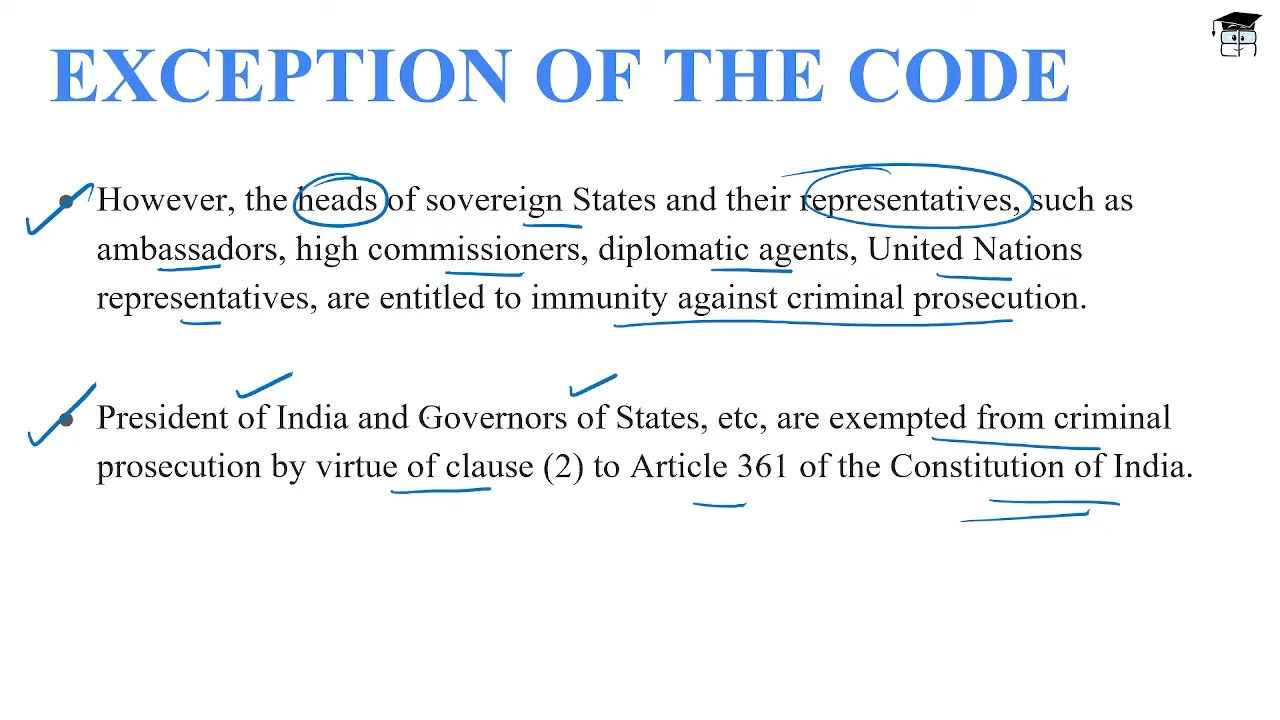 EXCEPTION OF THE CODE
However, the heads of sovereign States and their representatives, such as
ambassadors, high commissioners, diplomatic agents, United Nations
representatives, are entitled to immunity against criminal prosecution.
President of India and Governors of States, etc, are exempted from criminal
prosecution by virtue of clause (2) to Article 361 of the Constitution of India.